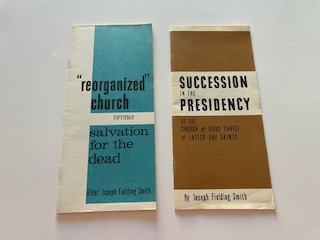 "reorganized"
church
versus
salvation
for the
dead
Elder Joseph Fielding Smith
SUCCESSION
IN THE
PRESIDENCY
OF THE
CHURCH of JESUS CHRIST
of LATTER-DAY SAINTS
By Joseph Fielding Smith